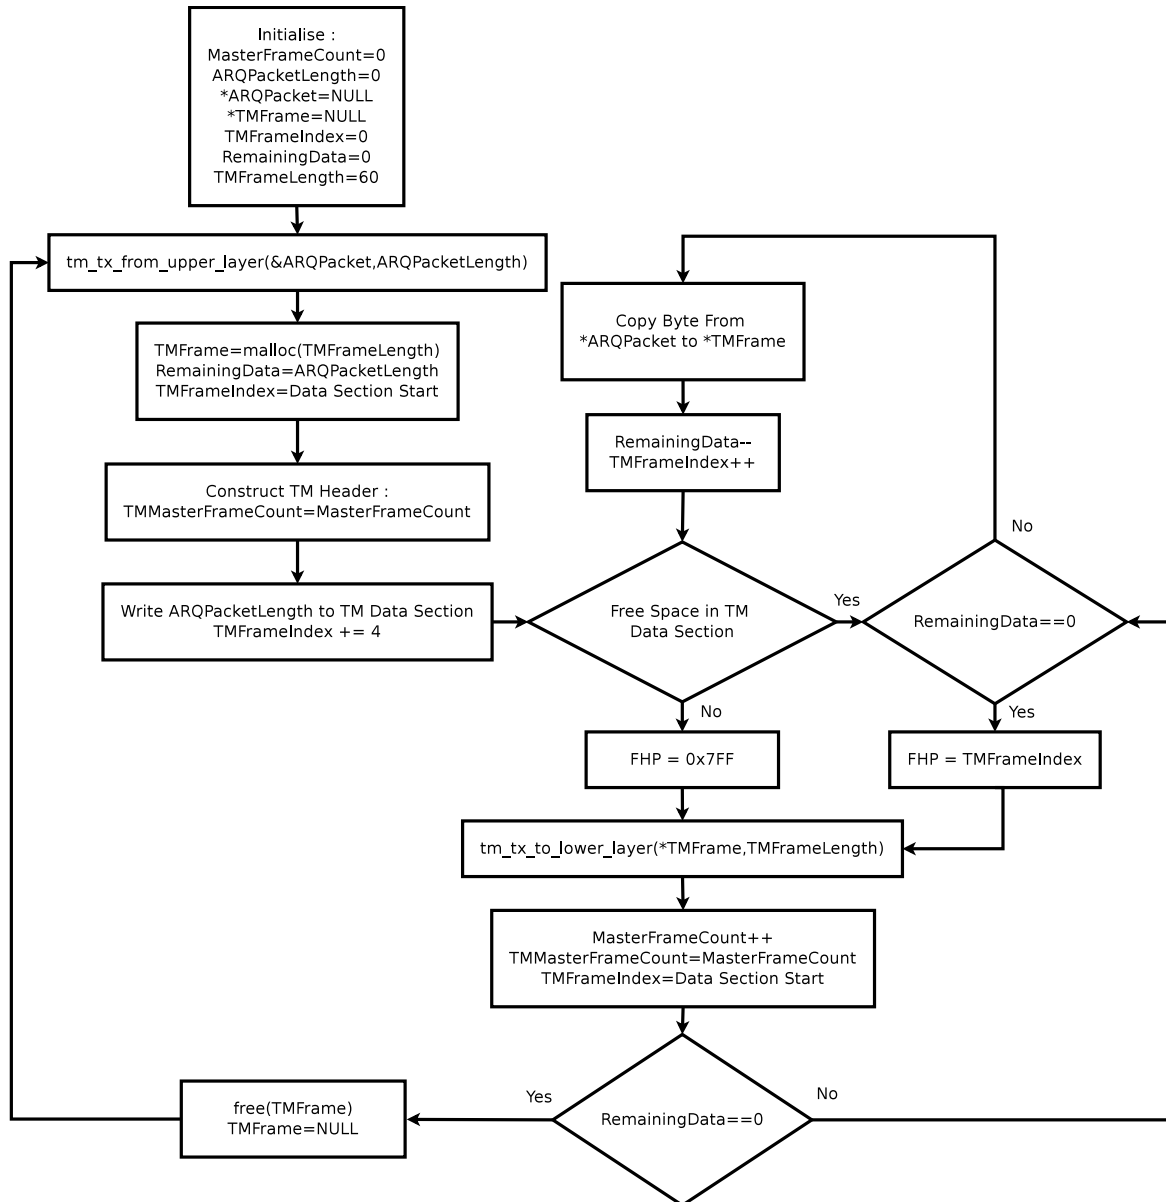 Initialise :
MasterFrameCount=0
ARQPacketLength=0
*ARQPacket=NULL
*TMFrame=NULL
TMFrameIndex=0
RemainingData=0
TMFrameLength=60
tm_tx_from_upper_layer(&ARQPacket,ARQPacketLength)
TMFrame=malloc(TMFrameLength)
RemainingData=ARQPacketLength
TMFrameIndex=Data Section Start
Construct TM Header :
TMMasterFrameCount=MasterFrameCount
Write ARQPacketLength to TM Data Section
TMFrameIndex += 4
Copy Byte From
*ARQPacket to *TMFrame
RemainingData--
TMFrameIndex++
Free Space in TM
Data Section
Yes
No
RemainingData==0
No
Yes
FHP = 0x7FF
FHP = TMFrameIndex
tm_tx_to_lower_layer(*TMFrame,TMFrameLength)
MasterFrameCount++
TMMasterFrameCount=MasterFrameCount
TMFrameIndex=Data Section Start
RemainingData==0
Yes
No
free(TMFrame)
TMFrame=NULL